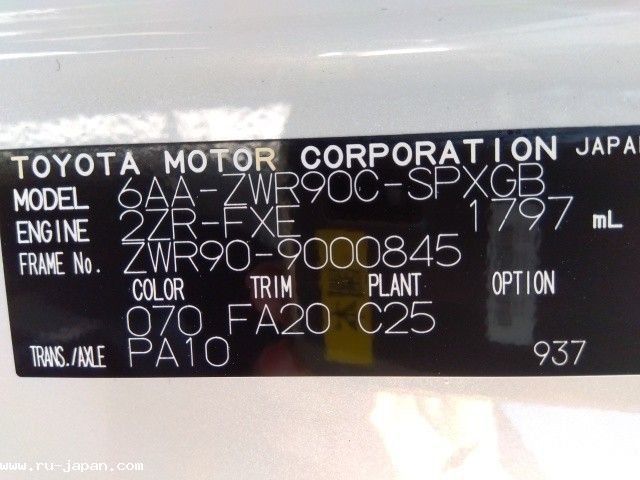 TOYOTA MOTOR CORPORATION JAPAN
MODEL 6AA-ZWR90C-SPXGB
ENGINE 2ZR-FXE 1797 mL
FRAME No. ZWR90-9000845
COLOR TRIM PLANT OPTION
070 FA20 C25
TRANS./AXLE PA10 937
www.ru-japan.com